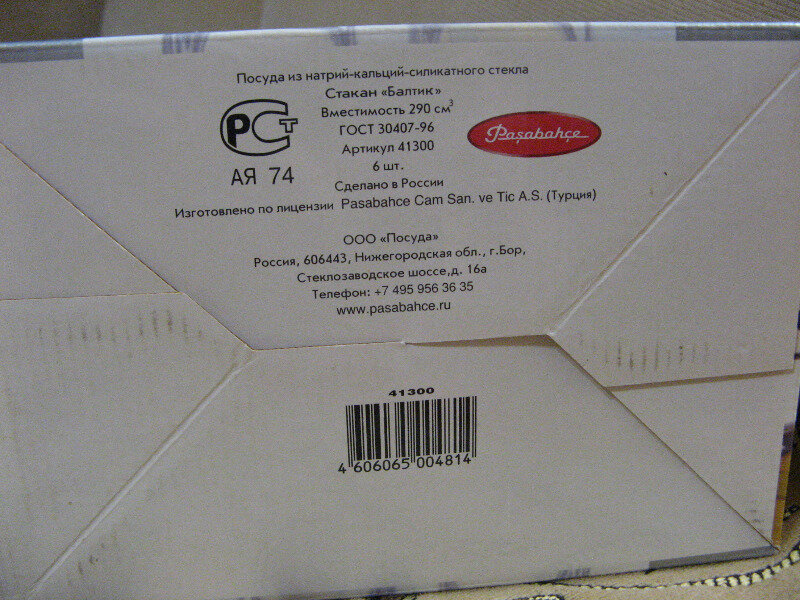 Посуда из натрий-кальций-силикатного стекла
Стакан «Балтик»
Вместимость 290 см³
ГОСТ 30407-96
Артикул 41300
6 шт.
Сделано в России
РСТ
АЯ 74
Paşabahçe
Изготовлено по лицензии Pasabahce Cam San. ve Tic A.S. (Турция)
ООО «Посуда»
Россия, 606443, Нижегородская обл., г.Бор,
Стеклозаводское шоссе,д. 16а
Телефон: +7 495 956 36 35
www.pasabahce.ru
41300
4 606065 004814